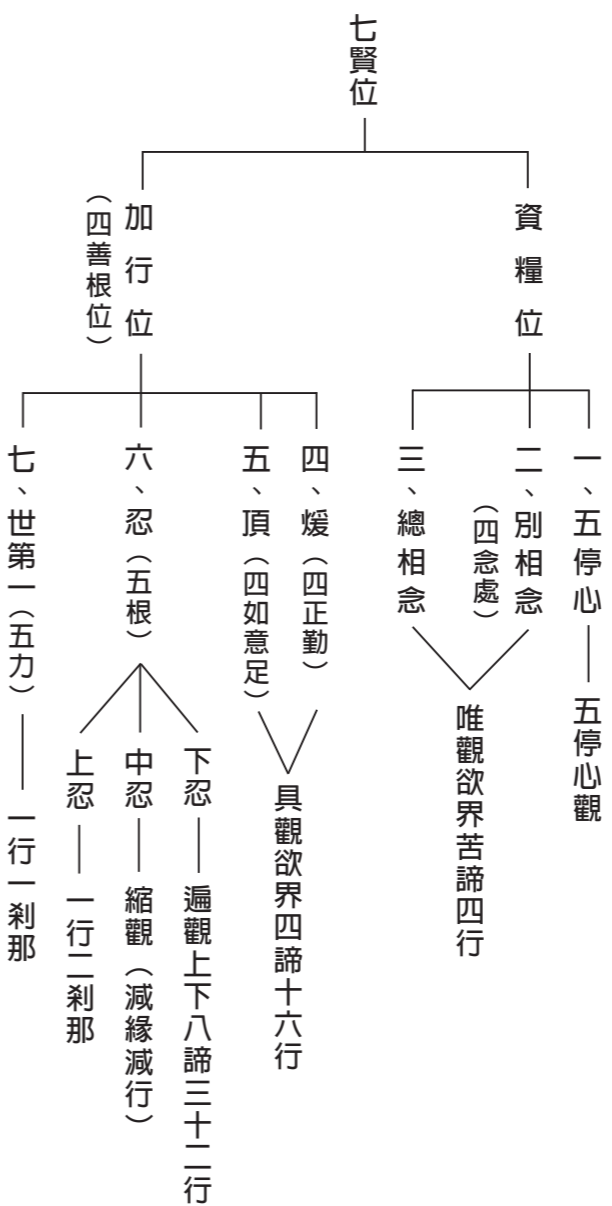 七賢位
資糧位
一、五停心
五停心觀
二、別相念
（四念處）
三、總相念
唯觀欲界苦諦四行
加行位
（四善根位）
四、煖（四正勤）
五、頂（四如意足）
具觀欲界四諦十六行
六、忍（五根）
下忍
遍觀上下八諦三十二行
中忍
縮觀（減緣減行）
上忍
一行二剎那
七、世第一（五力）
一行一剎那